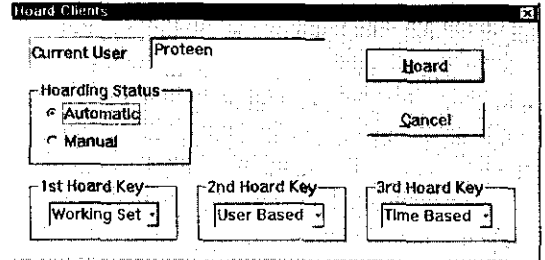 Hoard Clients
Current User Proteen
Hoard
Hoarding Status
Automatic
Cancel
Manual
1st Hoard Key 2nd Hoard Key 3rd Hoard Key
Working Set User Based Time Based